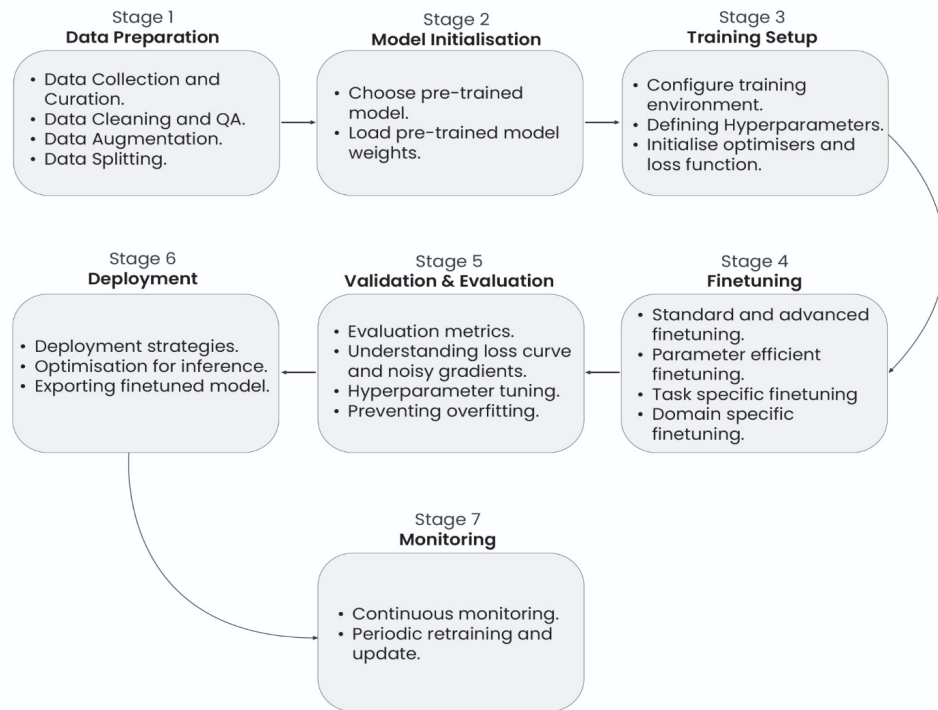 Stage 1
Data Preparation
• Data Collection and
Curation.
• Data Cleaning and QA.
• Data Augmentation.
• Data Splitting.
Stage 2
Model Initialisation
• Choose pre-trained
model.
• Load pre-trained model
weights.
Stage 3
Training Setup
• Configure training
environment.
• Defining Hyperparameters.
• Initialise optimisers and
loss function.
Stage 4
Finetuning
• Standard and advanced
finetuning.
• Parameter efficient
finetuning.
• Task specific finetuning
• Domain specific
finetuning.
Stage 5
Validation & Evaluation
• Evaluation metrics.
• Understanding loss curve
and noisy gradients.
• Hyperparameter tuning.
• Preventing overfitting.
Stage 6
Deployment
• Deployment strategies.
• Optimisation for inference.
• Exporting finetuned model.
Stage 7
Monitoring
• Continuous monitoring.
• Periodic retraining and
update.